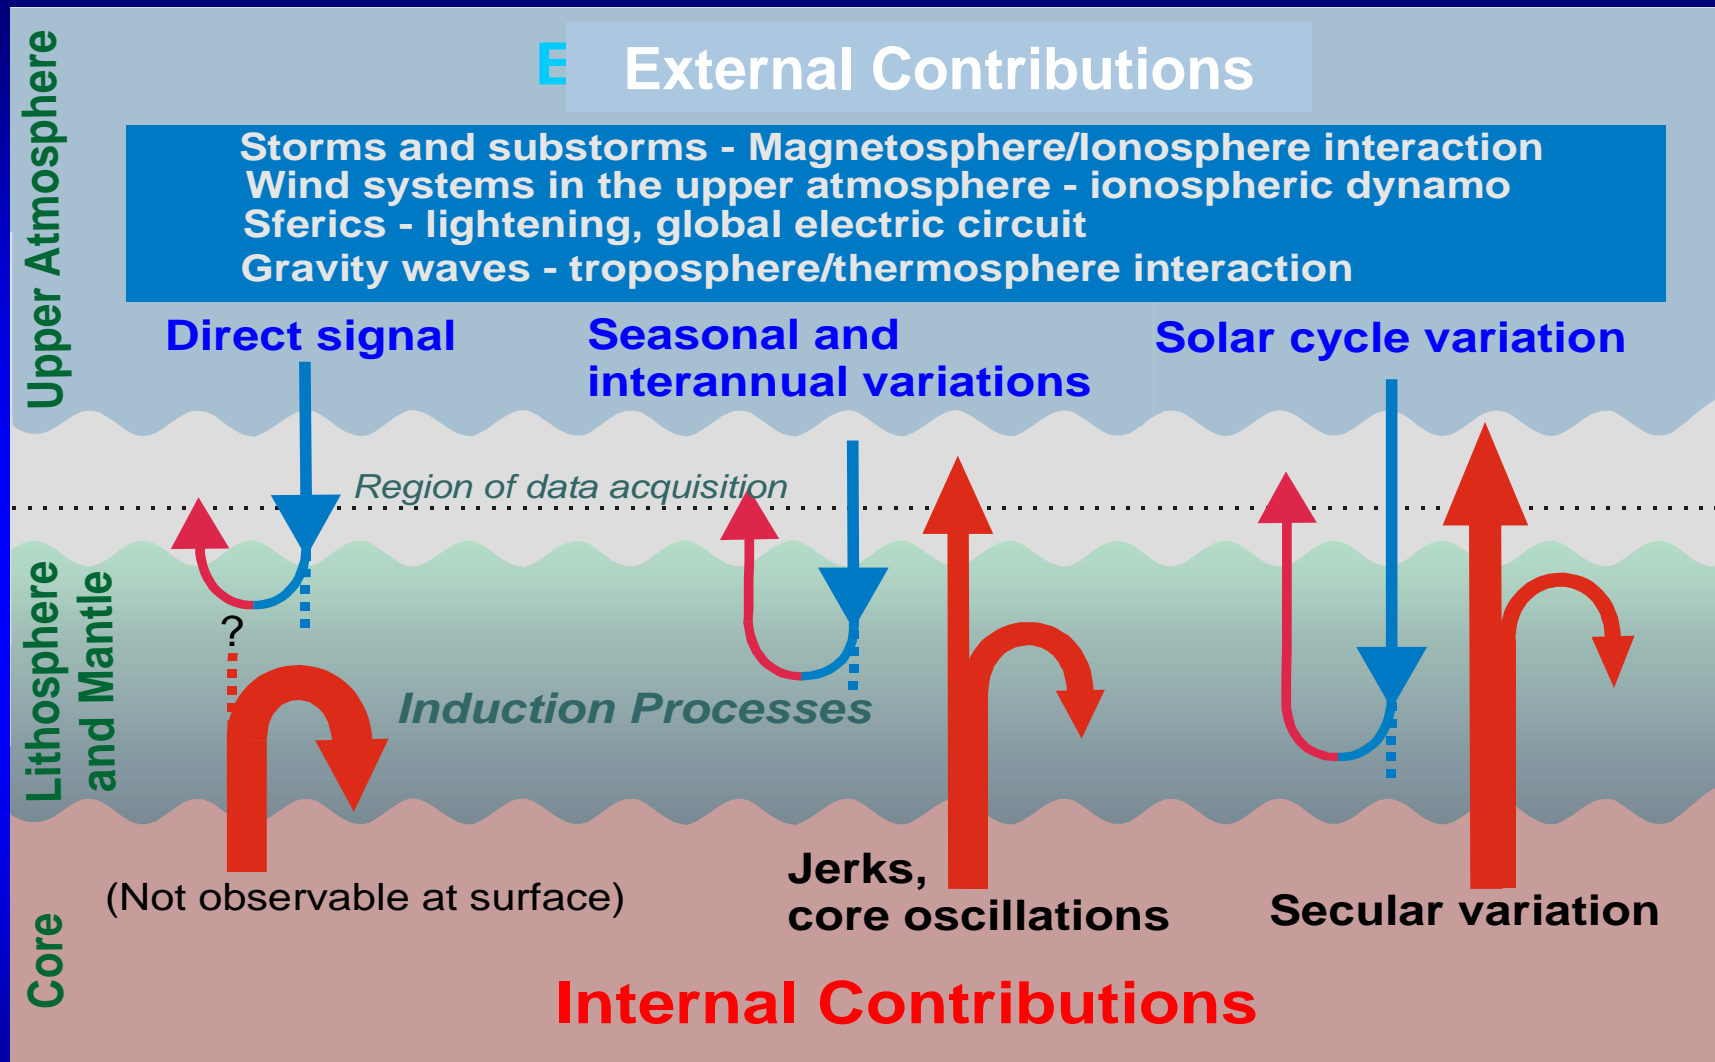 E External Contributions
Upper Atmosphere
Storms and substorms - Magnetosphere/Ionosphere interaction
Wind systems in the upper atmosphere - ionospheric dynamo
Sferics - lightening, global electric circuit
Gravity waves - troposphere/thermosphere interaction
Direct signal
Seasonal and
interannual variations
Solar cycle variation
Region of data acquisition
Lithosphere
and Mantle
?
Induction Processes
Core
(Not observable at surface)
Jerks,
core oscillations
Secular variation
Internal Contributions